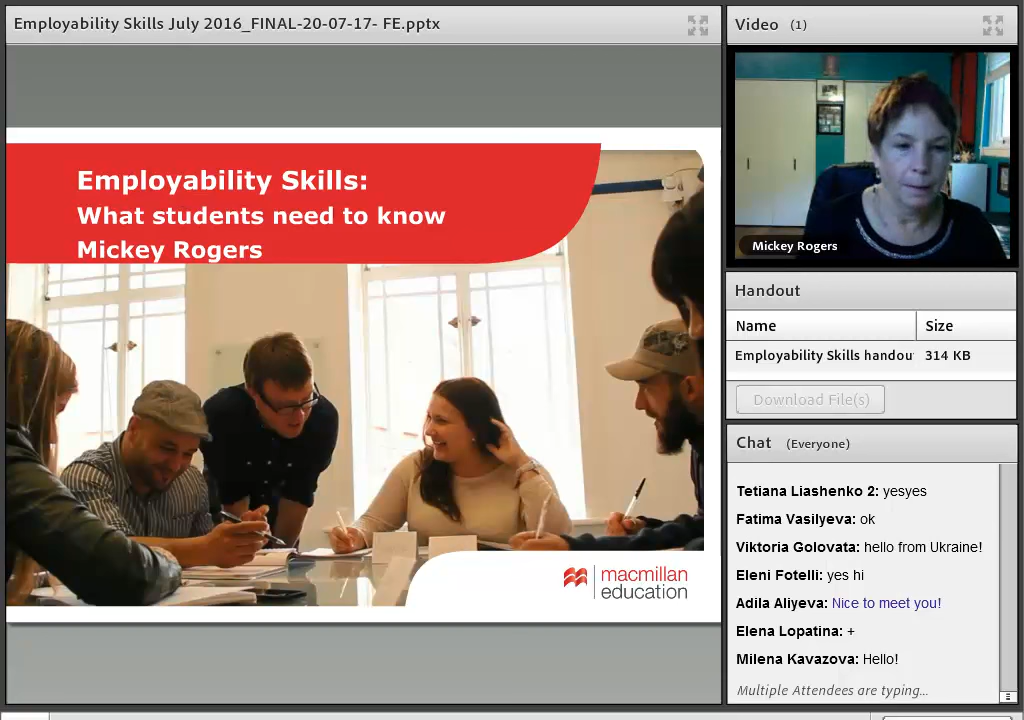 Employability Skills July 2016_FINAL-20-07-17- FE.pptx
Employability Skills:
What students need to know
Mickey Rogers
macmillan
education
Video (1)
Mickey Rogers
Handout
Name Size
Employability Skills handou 314 KB
Download File(s)
Chat (Everyone)
Tetiana Liashenko 2: yesyes
Fatima Vasilyeva: ok
Viktoria Golovata: hello from Ukraine!
Eleni Fotelli: yes hi
Adila Aliyeva: Nice to meet you!
Elena Lopatina: +
Milena Kavazova: Hello!
Multiple Attendees are typing...